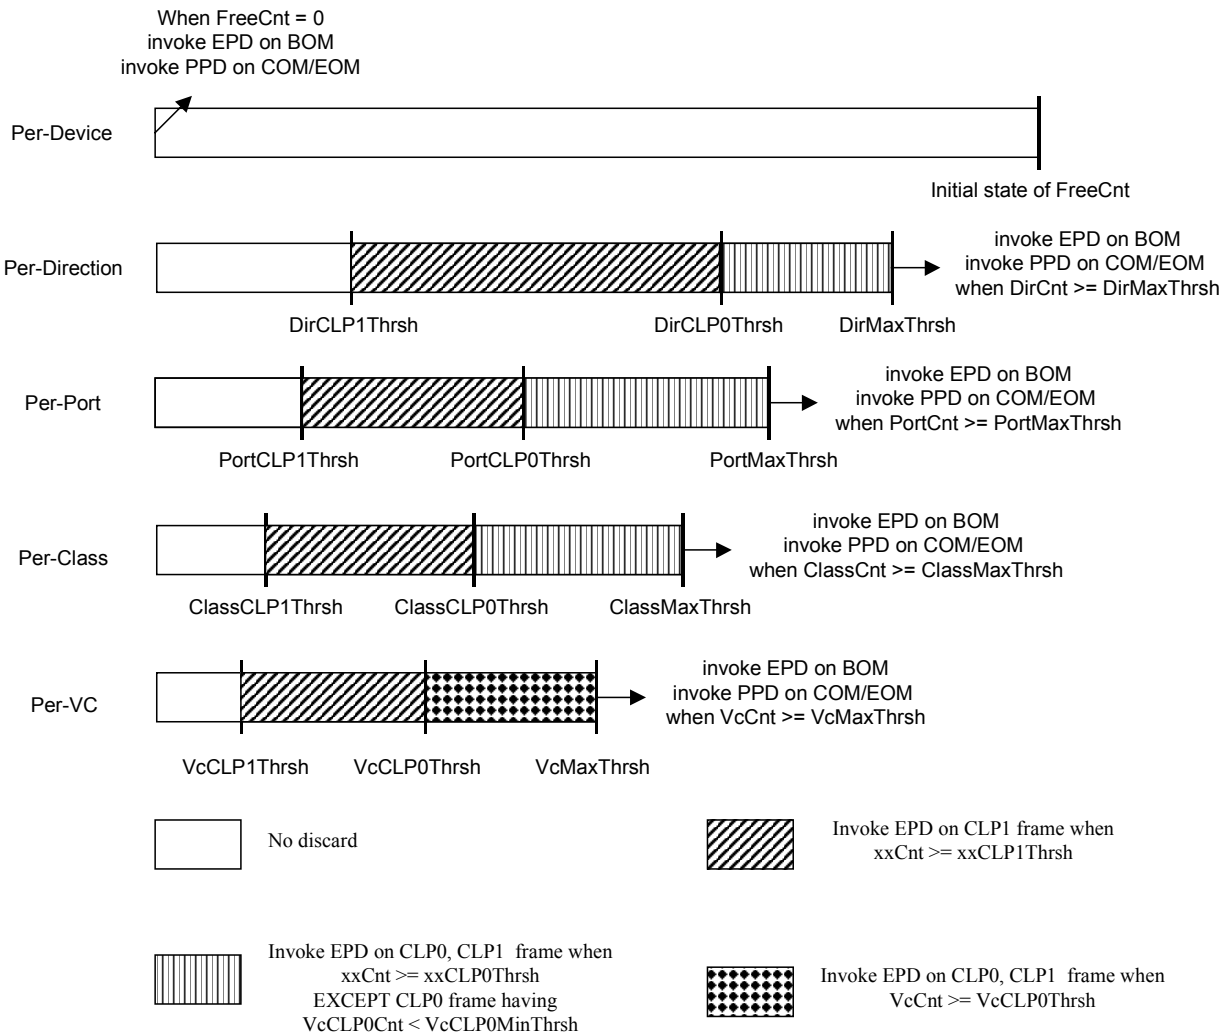 When FreeCnt = 0
invoke EPD on BOM
invoke PPD on COM/EOM
Per-Device
Initial state of FreeCnt
Per-Direction
invoke EPD on BOM
invoke PPD on COM/EOM
when DirCnt >= DirMaxThrsh
DirCLP1Thrsh
DirCLP0Thrsh
DirMaxThrsh
Per-Port
invoke EPD on BOM
invoke PPD on COM/EOM
when PortCnt >= PortMaxThrsh
PortCLP1Thrsh
PortCLP0Thrsh
PortMaxThrsh
Per-Class
invoke EPD on BOM
invoke PPD on COM/EOM
when ClassCnt >= ClassMaxThrsh
ClassCLP1Thrsh
ClassCLP0Thrsh
ClassMaxThrsh
Per-VC
invoke EPD on BOM
invoke PPD on COM/EOM
when VcCnt >= VcMaxThrsh
VcCLP1Thrsh
VcCLP0Thrsh
VcMaxThrsh
No discard
Invoke EPD on CLP1 frame when
xxCnt >= xxCLP1Thrsh
Invoke EPD on CLP0, CLP1 frame when
xxCnt >= xxCLP0Thrsh
EXCEPT CLP0 frame having
VcCLP0Cnt < VcCLP0MinThrsh
Invoke EPD on CLP0, CLP1 frame when
VcCnt >= VcCLP0Thrsh